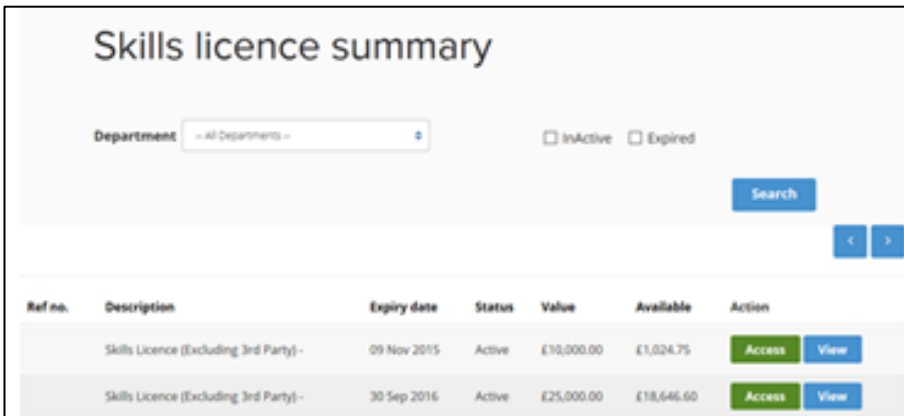 Skills licence summary
Department -- All Departments -- InActive Expired
Search
< >
Ref no. Description Expiry date Status Value Available Action
Skills Licence (Excluding 3rd Party) - 09 Nov 2015 Active £10,000.00 £1,024.75 Access View
Skills Licence (Excluding 3rd Party) - 30 Sep 2016 Active £25,000.00 £18,646.60 Access View